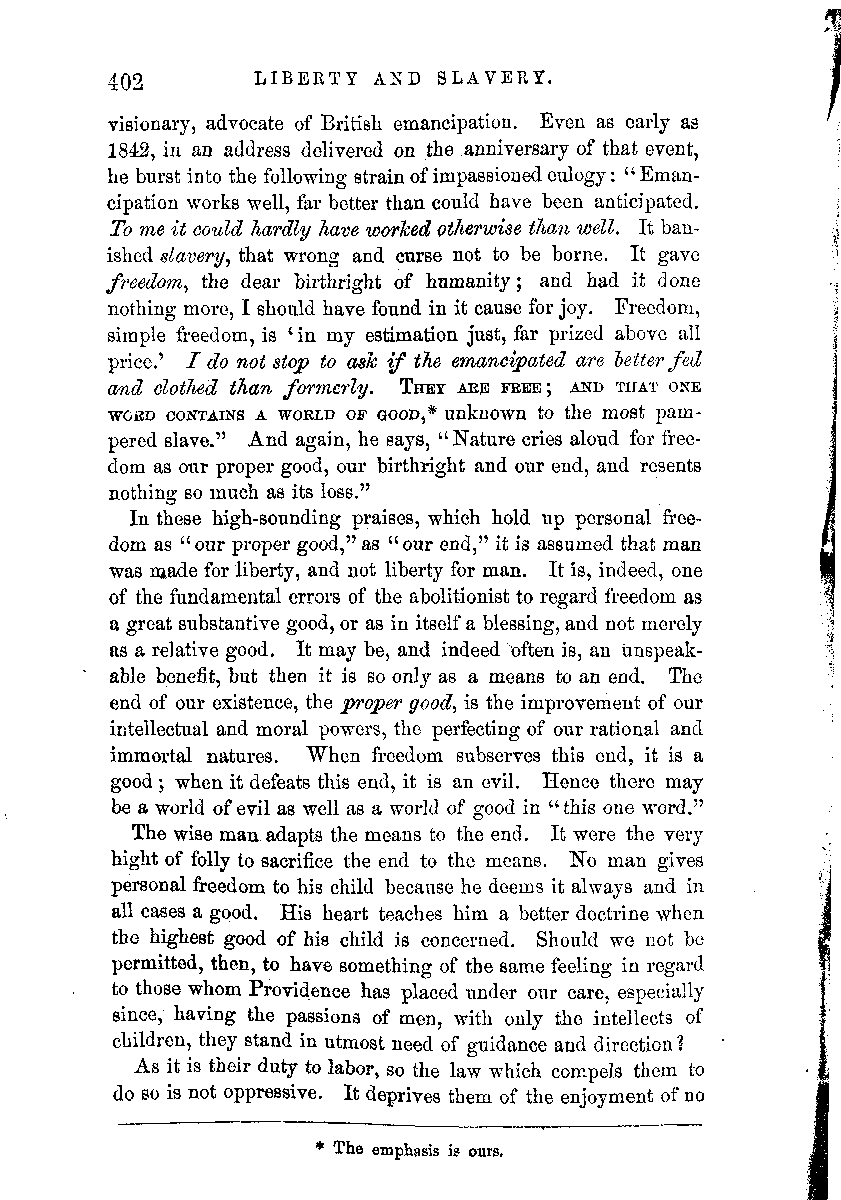 402 LIBERTY AND SLAVERY.
visionary, advocate of British emancipation. Even as early as
1842, in an address delivered on the anniversary of that event,
he burst into the following strain of impassioned eulogy: “Eman-
cipation works well, far better than could have been anticipated.
To me it could hardly have worked otherwise than well. It ban-
ished slavery, that wrong and curse not to be borne. It gave
freedom, the dear birthright of humanity; and had it done
nothing more, I should have found in it cause for joy. Freedom,
simple freedom, is ‘in my estimation just, far prized above all
price.’ I do not stop to ask if the emancipated are better fed
and clothed than formerly. THEY ARE FREE; AND THAT ONE
WORD CONTAINS A WORLD OF GOOD,* unknown to the most pam-
pered slave.” And again, he says, “Nature cries aloud for free-
dom as our proper good, our birthright and our end, and resents
nothing so much as its loss.”
In these high-sounding praises, which hold up personal free-
dom as “our proper good,” as “our end,” it is assumed that man
was made for liberty, and not liberty for man. It is, indeed, one
of the fundamental errors of the abolitionist to regard freedom as
a great substantive good, or as in itself a blessing, and not merely
as a relative good. It may be, and indeed often is, an unspeak-
able benefit, but then it is so only as a means to an end. The
end of our existence, the proper good, is the improvement of our
intellectual and moral powers, the perfecting of our rational and
immortal natures. When freedom subserves this end, it is a
good; when it defeats this end, it is an evil. Hence there may
be a world of evil as well as a world of good in “this one word.”
The wise man adapts the means to the end. It were the very
hight of folly to sacrifice the end to the means. No man gives
personal freedom to his child because he deems it always and in
all cases a good. His heart teaches him a better doctrine when
the highest good of his child is concerned. Should we not be
permitted, then, to have something of the same feeling in regard
to those whom Providence has placed under our care, especially
since, having the passions of men, with only the intellects of
children, they stand in utmost need of guidance and direction?
As it is their duty to labor, so the law which compels them to
do so is not oppressive. It deprives them of the enjoyment of no
* The emphasis is ours.